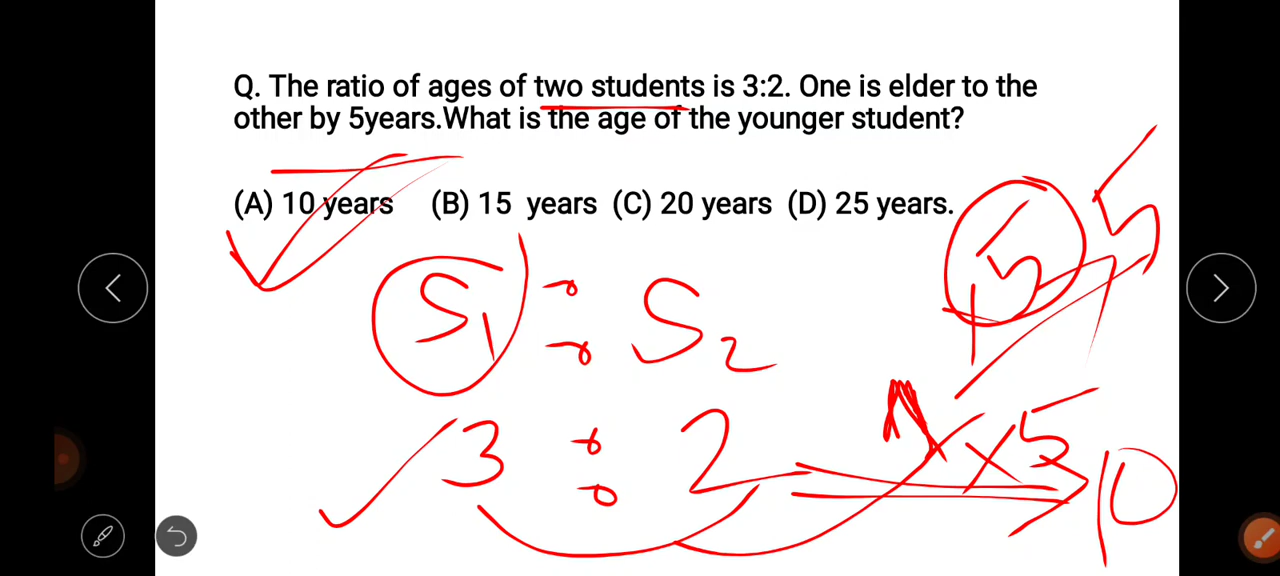 Q. The ratio of ages of two students is 3:2. One is elder to the
other by 5years.What is the age of the younger student?
(A) 10 years (B) 15 years (C) 20 years (D) 25 years.
5 5
S1 : S2
3 : 2 1 x 5
10